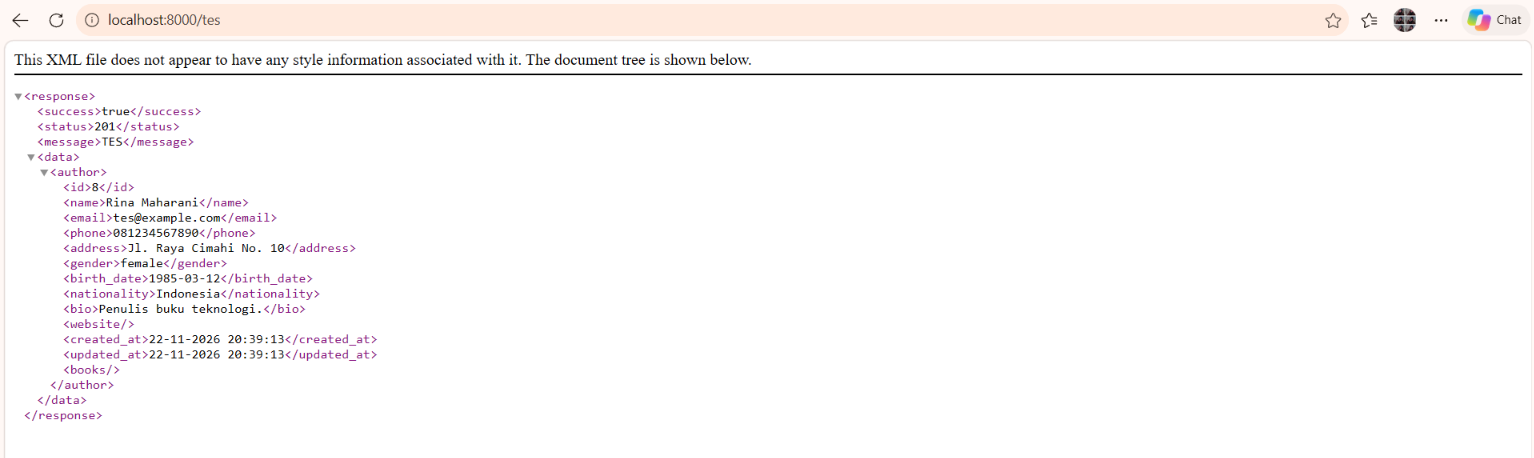 localhost:8000/tes
Chat
This XML file does not appear to have any style information associated with it. The document tree is shown below.
<response>
<success>true</success>
<status>201</status>
<message>TES</message>
<data>
<author>
<id>8</id>
<name>Rina Maharani</name>
<email>tes@example.com</email>
<phone>081234567890</phone>
<address>Jl. Raya Cimahi No. 10</address>
<gender>female</gender>
<birth_date>1985-03-12</birth_date>
<nationality>Indonesia</nationality>
<bio>Penulis buku teknologi.</bio>
<website/>
<created_at>22-11-2026 20:39:13</created_at>
<updated_at>22-11-2026 20:39:13</updated_at>
<books/>
</author>
</data>
</response>